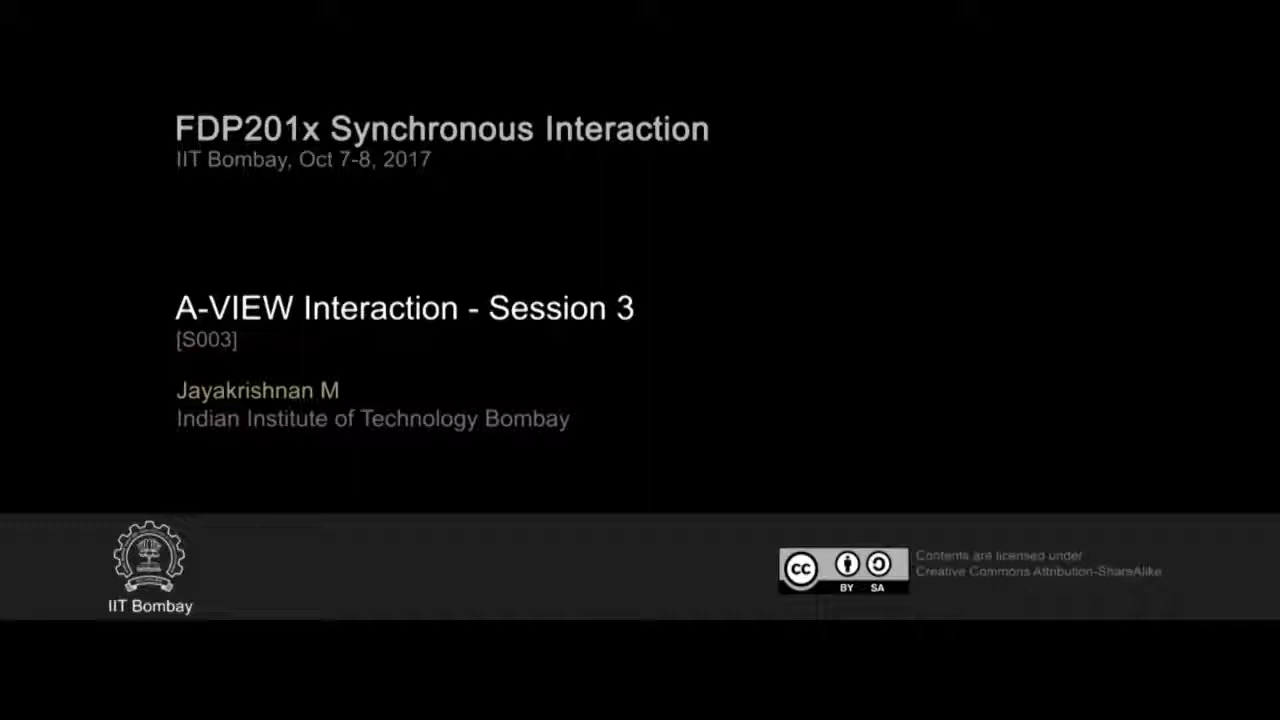 FDP201x Synchronous Interaction
IIT Bombay, Oct 7-8, 2017
A-VIEW Interaction - Session 3
[S003]
Jayakrishnan M
Indian Institute of Technology Bombay
IIT Bombay
cc
BY SA
Contents are licensed under
Creative Commons Attribution-ShareAlike